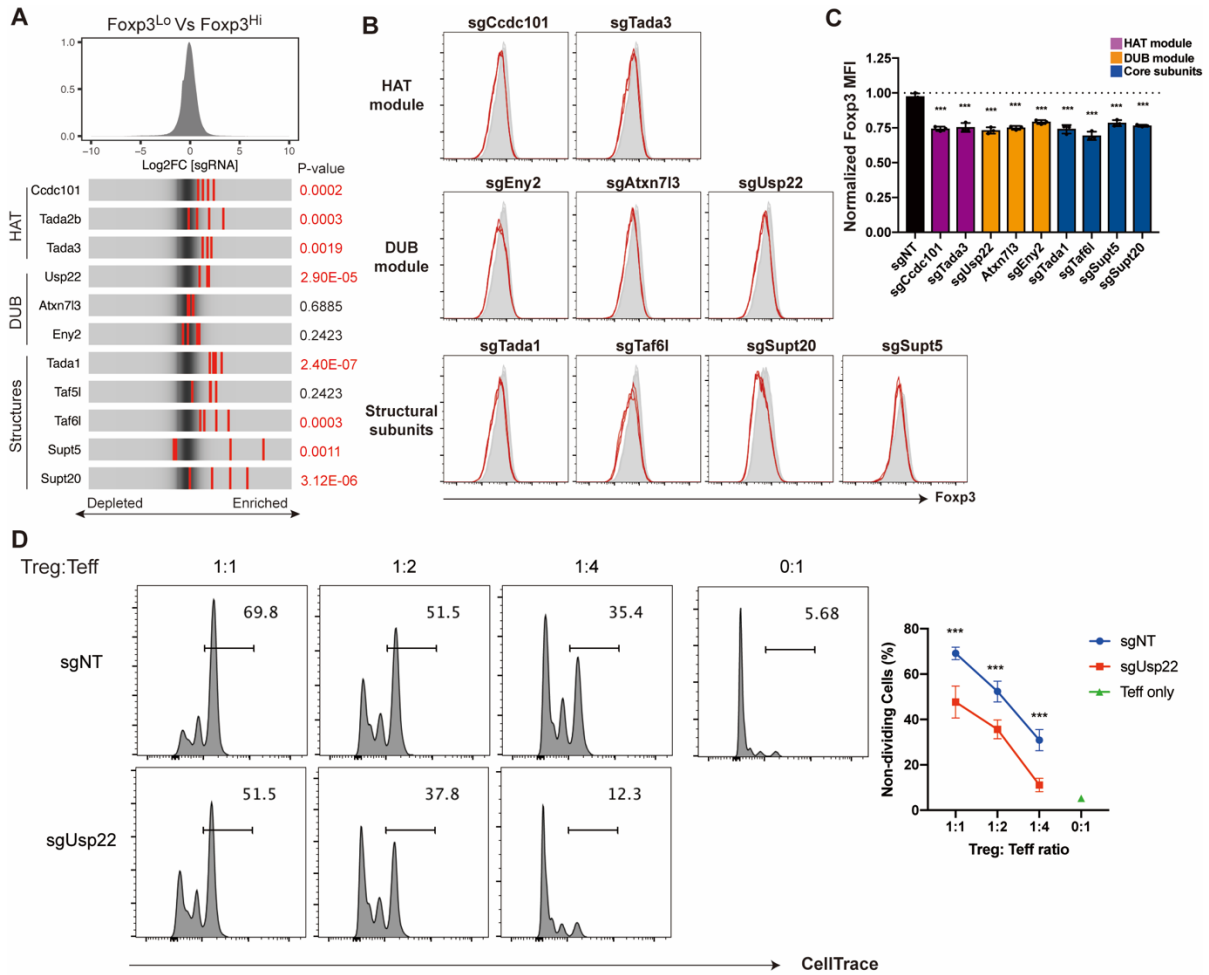 A
Foxp3Lo Vs Foxp3Hi
1.0
0.5
0.0
-10
-5
0
5
10
Log2FC [sgRNA]
P-value
HAT
Ccdc101
0.0002
Tada2b
0.0003
Tada3
0.0019
DUB
Usp22
2.90E-05
Atxn7l3
0.6885
Eny2
0.2423
Structures
Tada1
2.40E-07
Taf5l
0.2423
Taf6l
0.0003
Supt5
0.0011
Supt20
3.12E-06
Depleted
Enriched
B
sgCcdc101
sgTada3
HAT
module
sgEny2
sgAtxn7l3
sgUsp22
DUB
module
sgTada1
sgTaf6l
sgSupt20
sgSupt5
Structural
subunits
Foxp3
C
HAT module
DUB module
Core subunits
Normalized Foxp3 MFI
1.00
0.75
0.50
0.25
0.00
***
***
***
***
***
***
***
***
***
sgNT
sgCcdc101
sgTada3
sgUsp22
Atxn7l3
sgEny2
sgTada1
sgTaf6l
sgSupt5
sgSupt20
D
Treg:Teff
1:1
1:2
1:4
0:1
sgNT
69.8
51.5
35.4
5.68
sgUsp22
51.5
37.8
12.3
CellTrace
Non-dividing Cells (%)
80
60
40
20
0
***
***
***
1:1
1:2
1:4
0:1
Treg: Teff ratio
sgNT
sgUsp22
Teff only